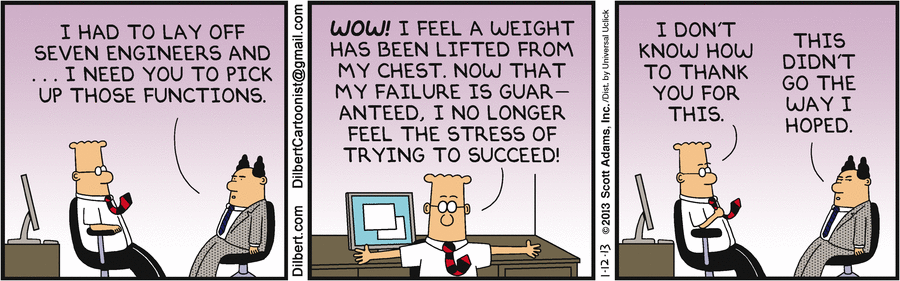 I HAD TO LAY OFF
SEVEN ENGINEERS AND
...I NEED YOU TO PICK
UP THOSE FUNCTIONS.
Dilbert.com DilbertCartoonist@gmail.com
WOW! I FEEL A WEIGHT
HAS BEEN LIFTED FROM
MY CHEST. NOW THAT
MY FAILURE IS GUAR-
ANTEED, I NO LONGER
FEEL THE STRESS OF
TRYING TO SUCCEED!
1-12-13 ©2013 Scott Adams, Inc./Dist. by Universal Uclick
I DON'T
KNOW HOW
TO THANK
YOU FOR
THIS.
THIS
DIDN'T
GO THE
WAY I
HOPED.